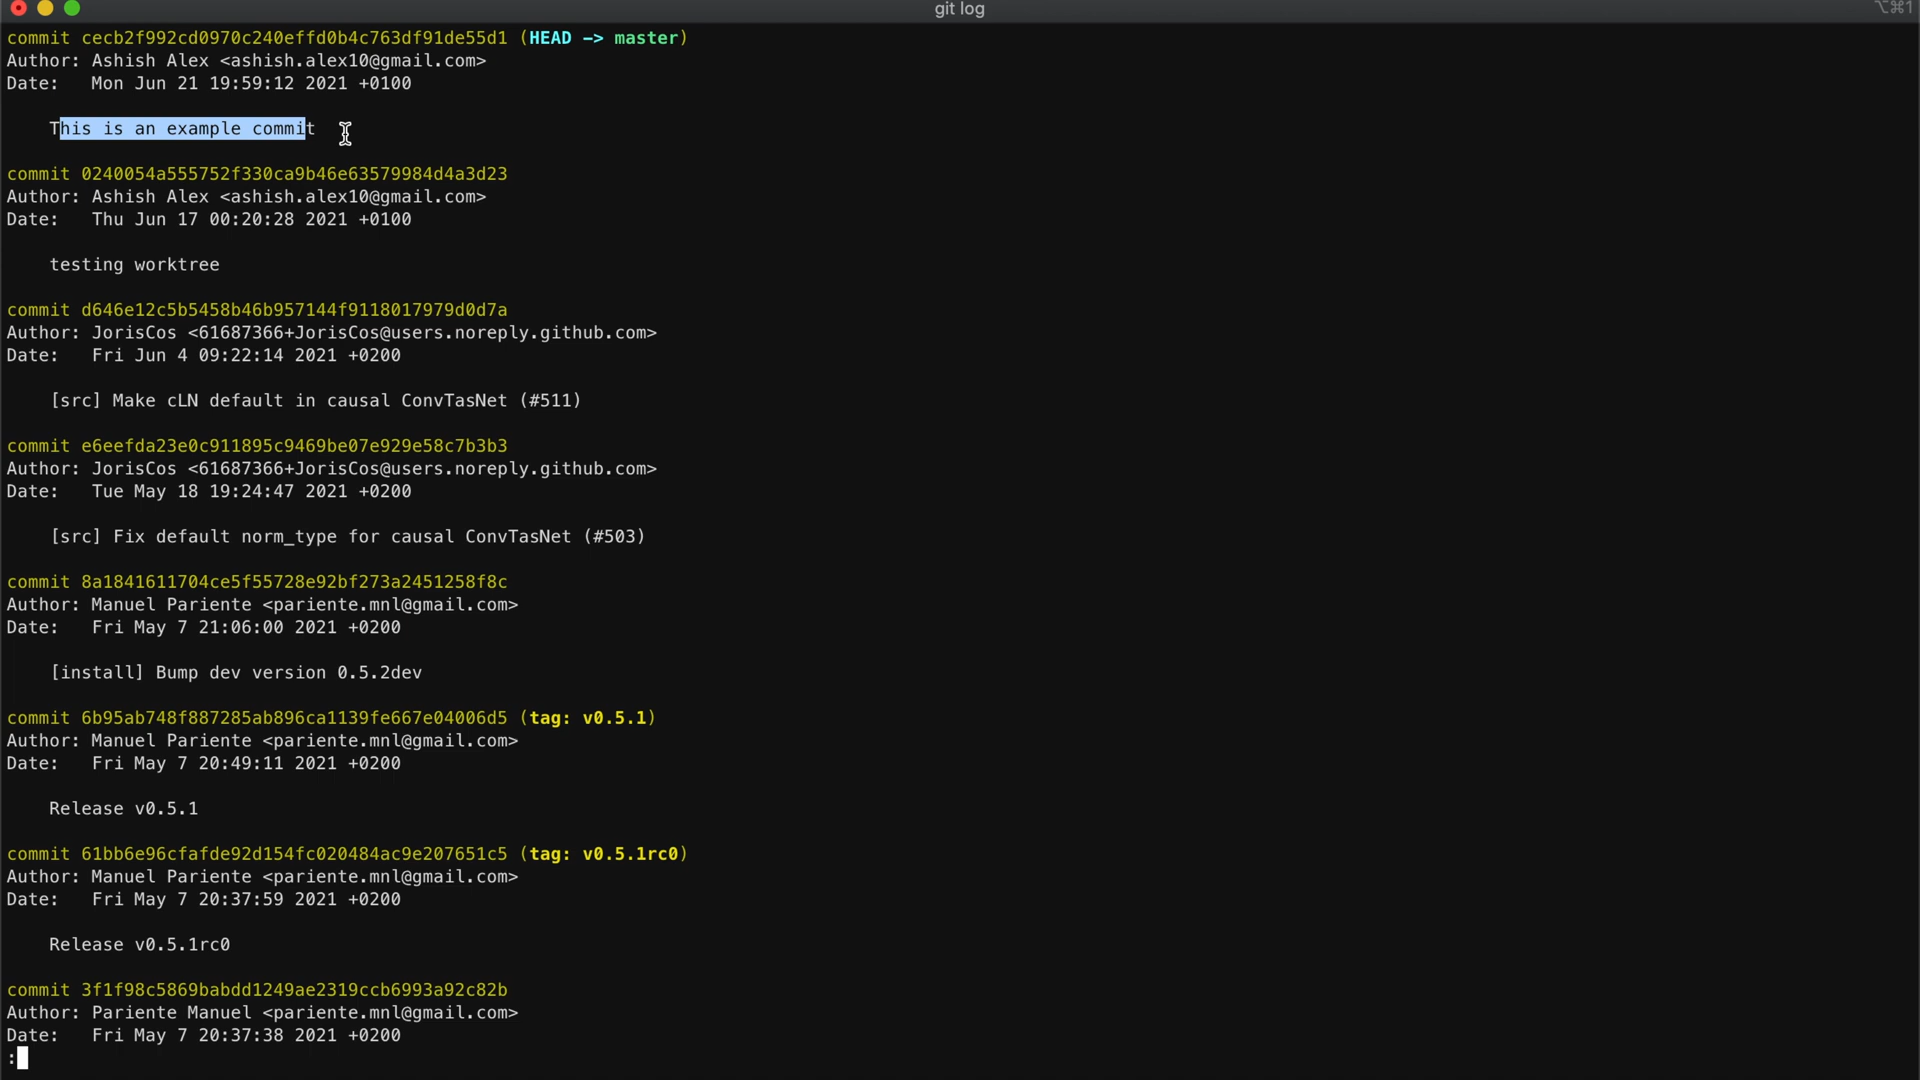 git log
⌥⌘1
commit cecb2f992cd0970c240effd0b4c763df91de55d1 (HEAD -> master)
Author: Ashish Alex <ashish.alex10@gmail.com>
Date:   Mon Jun 21 19:59:12 2021 +0100
This is an example commit
commit 0240054a555752f330ca9b46e63579984d4a3d23
Author: Ashish Alex <ashish.alex10@gmail.com>
Date:   Thu Jun 17 00:20:28 2021 +0100
testing worktree
commit d646e12c5b5458b46b957144f9118017979d0d7a
Author: JorisCos <61687366+JorisCos@users.noreply.github.com>
Date:   Fri Jun 4 09:22:14 2021 +0200
[src] Make cLN default in causal ConvTasNet (#511)
commit e6eefda23e0c911895c9469be07e929e58c7b3b3
Author: JorisCos <61687366+JorisCos@users.noreply.github.com>
Date:   Tue May 18 19:24:47 2021 +0200
[src] Fix default norm_type for causal ConvTasNet (#503)
commit 8a1841611704ce5f55728e92bf273a2451258f8c
Author: Manuel Pariente <pariente.mnl@gmail.com>
Date:   Fri May 7 21:06:00 2021 +0200
[install] Bump dev version 0.5.2dev
commit 6b95ab748f887285ab896ca1139fe667e04006d5 (tag: v0.5.1)
Author: Manuel Pariente <pariente.mnl@gmail.com>
Date:   Fri May 7 20:49:11 2021 +0200
Release v0.5.1
commit 61bb6e96cfafde92d154fc020484ac9e207651c5 (tag: v0.5.1rc0)
Author: Manuel Pariente <pariente.mnl@gmail.com>
Date:   Fri May 7 20:37:59 2021 +0200
Release v0.5.1rc0
commit 3f1f98c5869babdd1249ae2319ccb6993a92c82b
Author: Pariente Manuel <pariente.mnl@gmail.com>
Date:   Fri May 7 20:37:38 2021 +0200
: